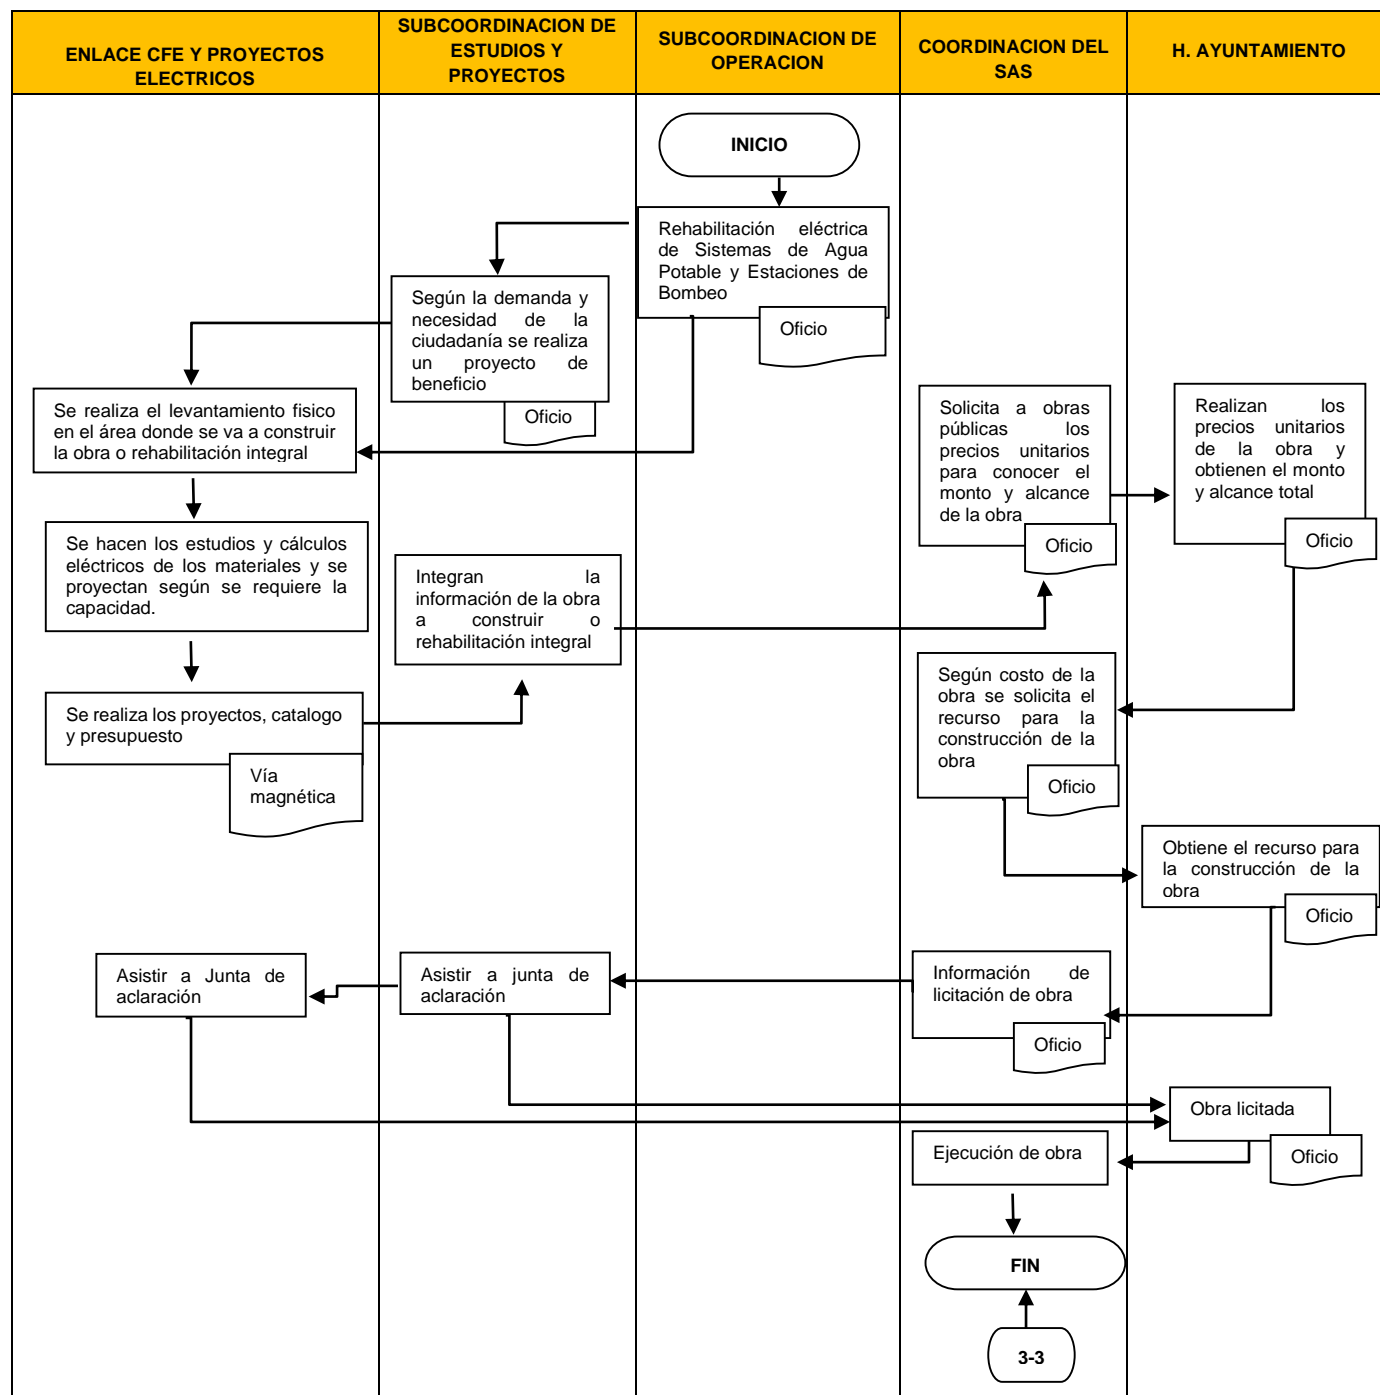 ENLACE CFE Y PROYECTOS
ELECTRICOS
SUBCOORDINACION DE
ESTUDIOS Y
PROYECTOS
SUBCOORDINACION DE
OPERACION
COORDINACION DEL
SAS
H. AYUNTAMIENTO
INICIO
Rehabilitación eléctrica
de Sistemas de Agua
Potable y Estaciones de
Bombeo
Oficio
Según la demanda y
necesidad de la
ciudadanía se realiza
un proyecto de
beneficio
Oficio
Se realiza el levantamiento fisico
en el área donde se va a construir
la obra o rehabilitación integral
Se hacen los estudios y cálculos
eléctricos de los materiales y se
proyectan según se requiere la
capacidad.
Se realiza los proyectos, catalogo
y presupuesto
Vía
magnética
Integran la
información de la obra
a construir o
rehabilitación integral
Solicita a obras
públicas los
precios unitarios
para conocer el
monto y alcance
de la obra
Oficio
Realizan los
precios unitarios
de la obra y
obtienen el monto
y alcance total
Oficio
Según costo de la
obra se solicita el
recurso para la
construcción de la
obra
Oficio
Obtiene el recurso para
la construcción de la
obra
Oficio
Información de
licitación de obra
Oficio
Asistir a junta de
aclaración
Asistir a Junta de
aclaración
Obra licitada
Oficio
Ejecución de obra
FIN
3-3